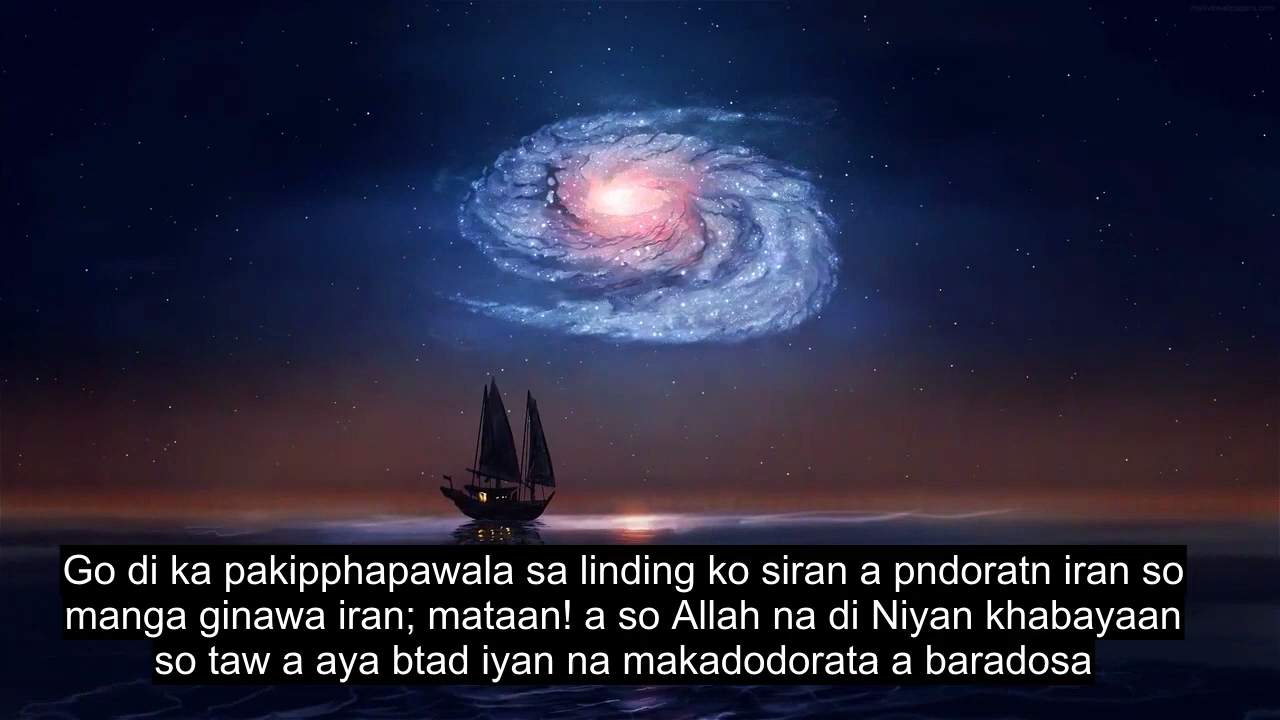 Go di ka pakipphapawala sa linding ko siran a pndoratn iran so
manga ginawa iran; mataan! a so Allah na di Niyan khabayaan
so taw a aya btad iyan na makadodorata a baradosa